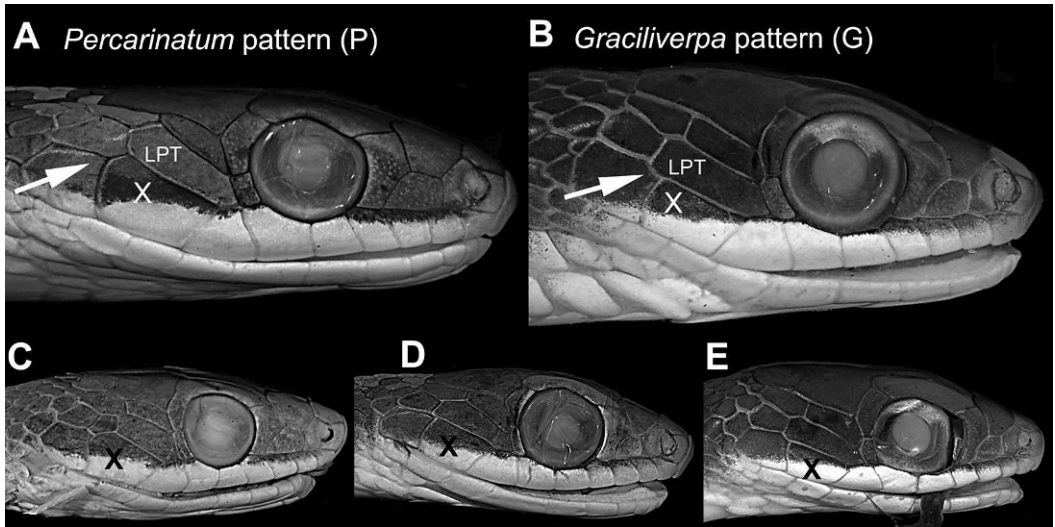 A Percarinatum pattern (P)
B Graciliverpa pattern (G)
LPT
X
LPT
X
C
D
E
X
X
X